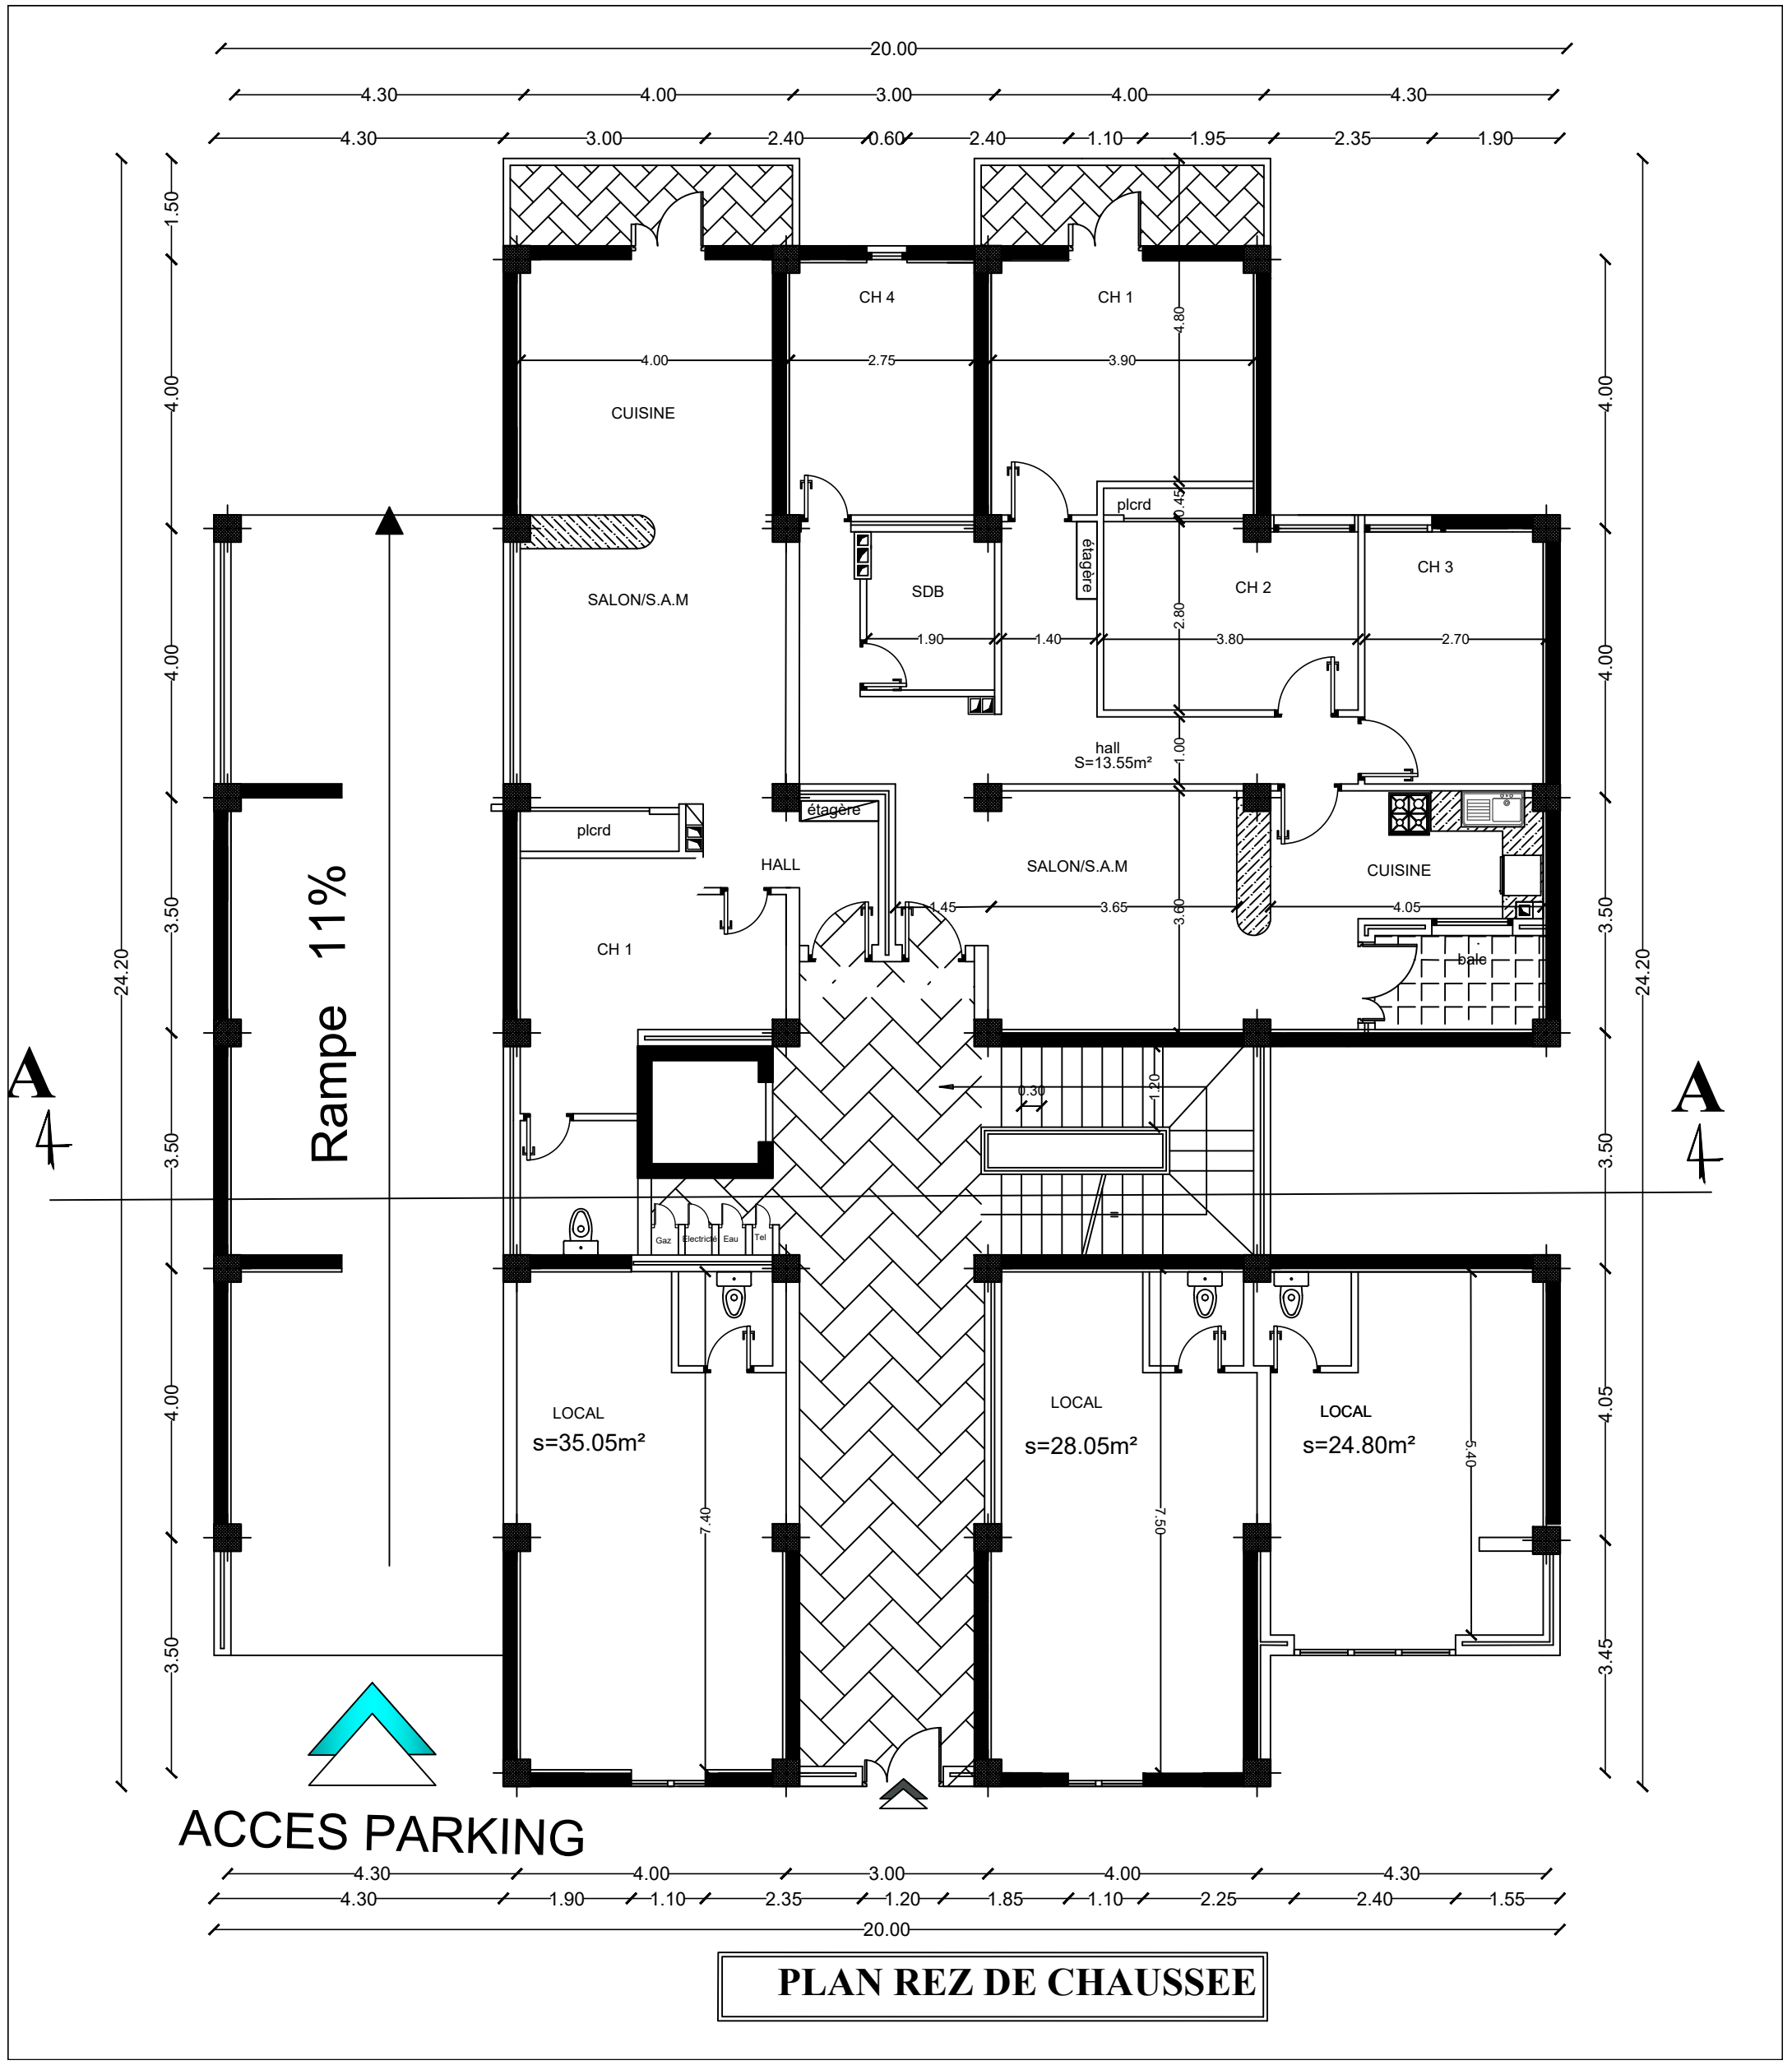 20.00
4.30 4.00 3.00 4.00 4.30
4.30 3.00 2.40 0.60 2.40 1.10 1.95 2.35 1.90
1.50
CH 4 CH 1
4.80
4.00 2.75 3.90
4.00 4.00
CUISINE
plcrd 0.45
étagère
CH 3
CH 2
SDB
SALON/S.A.M
2.80
1.90 1.40 3.80 2.70
4.00 4.00
hall
S=13.55m²
1.00
étagère
plcrd
HALL
SALON/S.A.M
CUISINE
1.45 3.65 3.60 4.05
3.50 3.50
CH 1
balc
24.20 24.20
Rampe 11%
A A
0.30 1.20
3.50 3.50
Gaz Electricité Eau Tel
LOCAL
s=35.05m²
LOCAL
s=28.05m²
LOCAL
s=24.80m²
4.00 4.05
5.40
7.40 7.50
3.50 3.45
ACCES PARKING
4.30 4.00 3.00 4.00 4.30
4.30 1.90 1.10 2.35 1.20 1.85 1.10 2.25 2.40 1.55
20.00
PLAN REZ DE CHAUSSEE